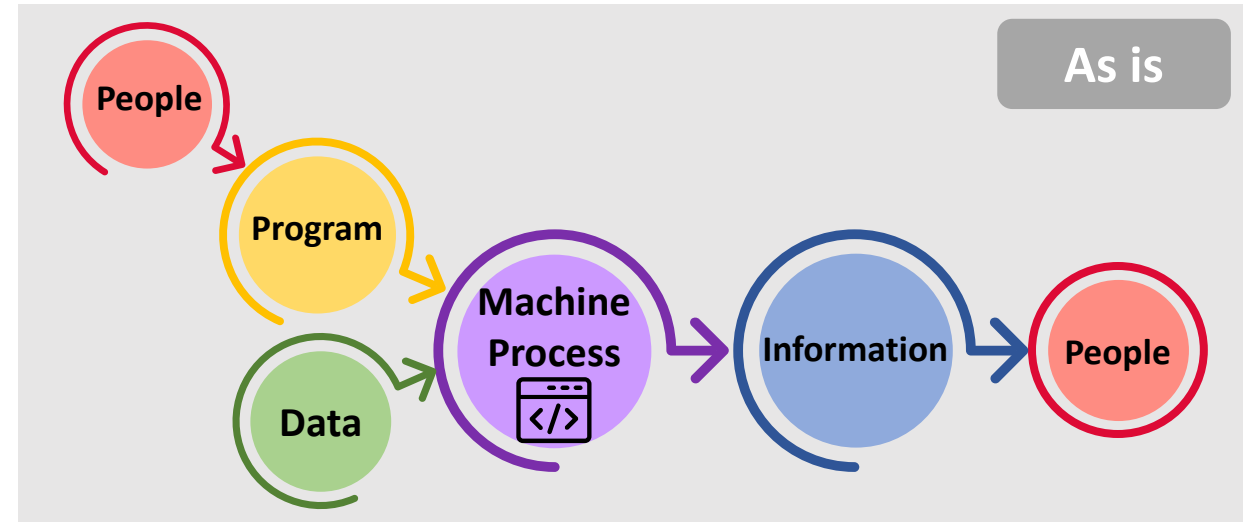 As is
People
Program
Data
Machine
Process
</>
Information
People